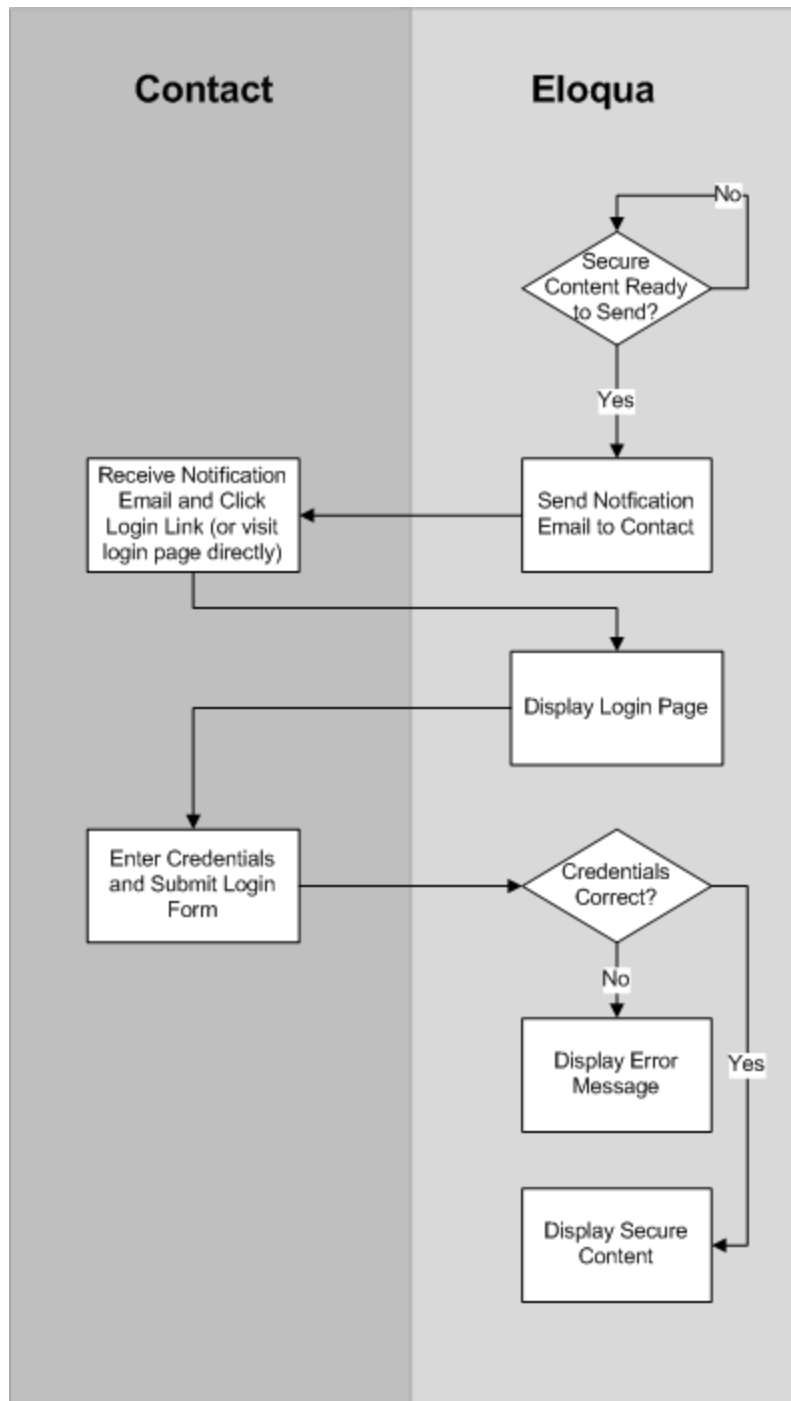 Contact
Eloqua
No
Secure
Content Ready
to Send?
Yes
Receive Notification
Email and Click
Login Link (or visit
login page directly)
Send Notfication
Email to Contact
Display Login Page
Enter Credentials
and Submit Login
Form
Credentials
Correct?
No
Display Error
Message
Yes
Display Secure
Content